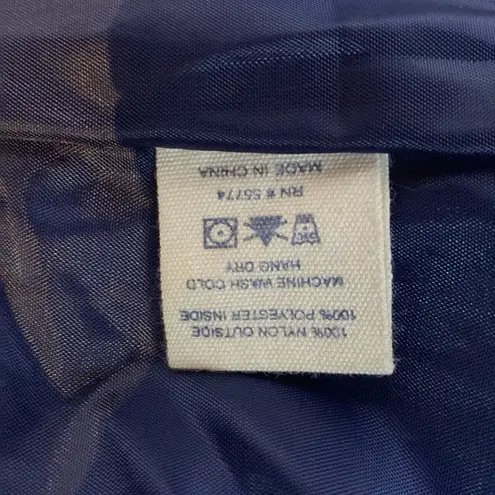 100% NYLON OUTSIDE
100% POLYESTER INSIDE
MACHINE WASH COLD
HANG DRY
RN # 55774
MADE IN CHINA